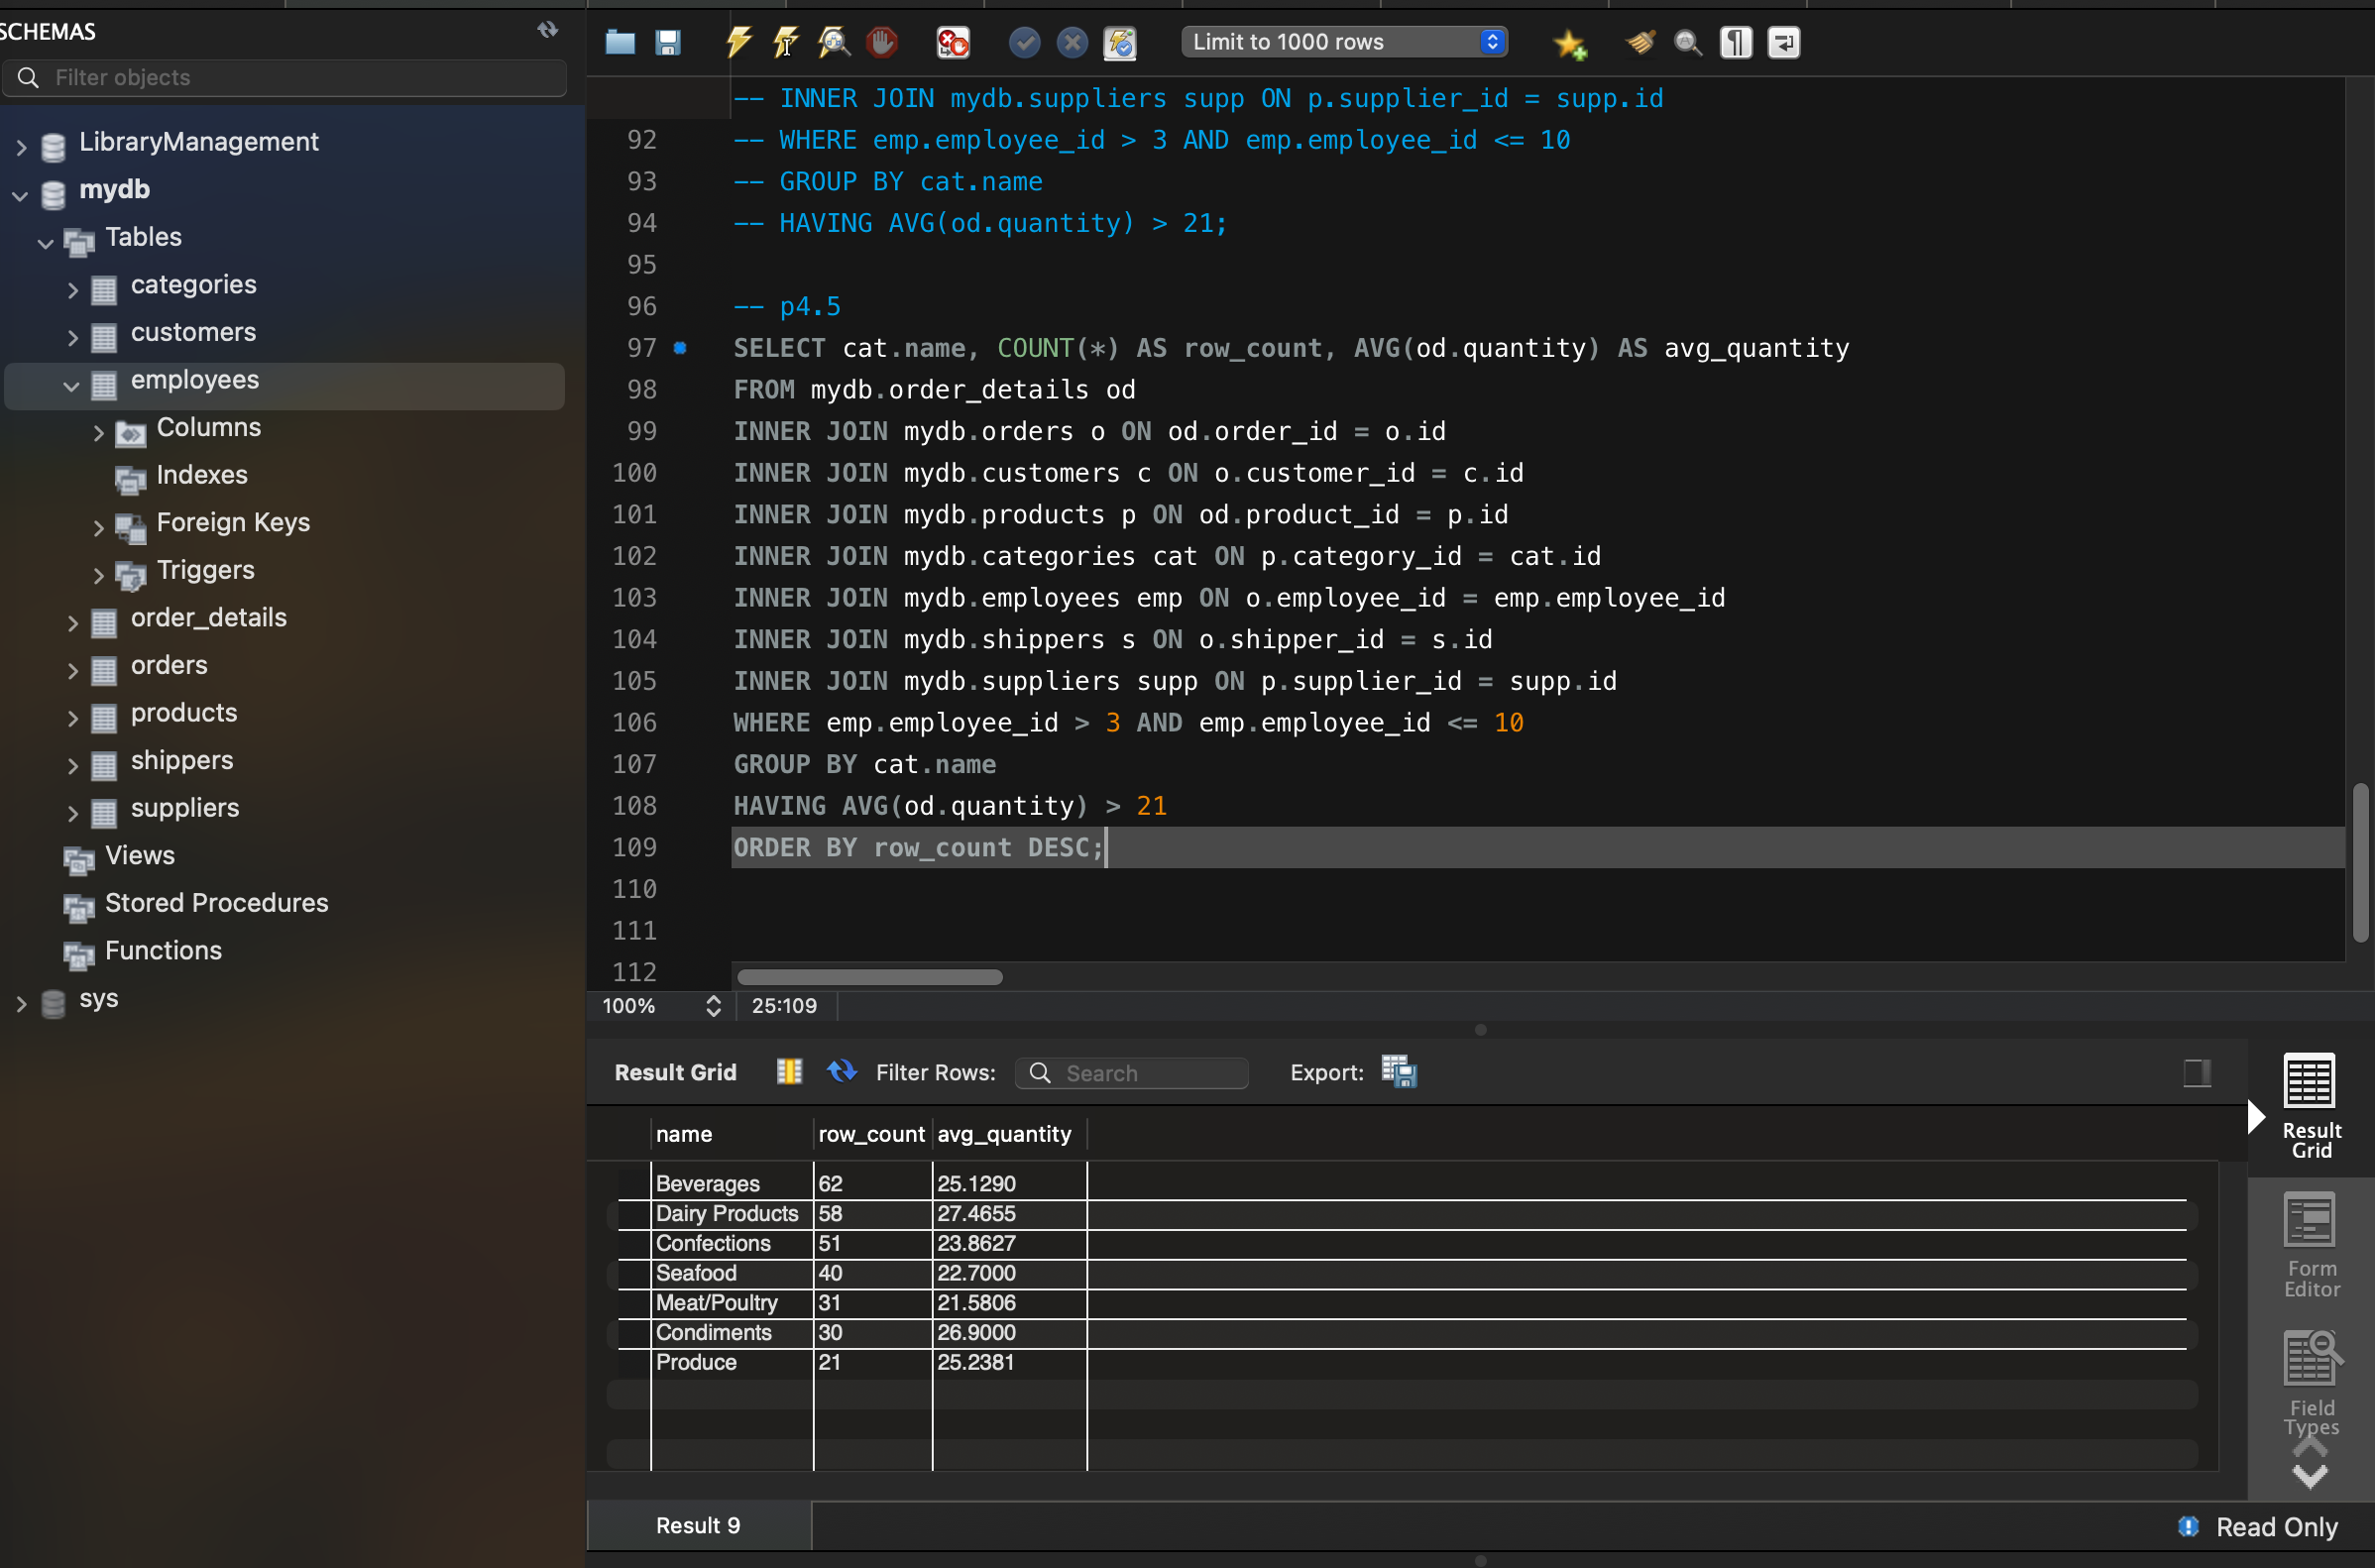 SCHEMAS
Filter objects
LibraryManagement
mydb
Tables
categories
customers
employees
Columns
Indexes
Foreign Keys
Triggers
order_details
orders
products
shippers
suppliers
Views
Stored Procedures
Functions
sys
Limit to 1000 rows
-- INNER JOIN mydb.suppliers supp ON p.supplier_id = supp.id
92 -- WHERE emp.employee_id > 3 AND emp.employee_id <= 10
93 -- GROUP BY cat.name
94 -- HAVING AVG(od.quantity) > 21;
95
96 -- p4.5
97 SELECT cat.name, COUNT(*) AS row_count, AVG(od.quantity) AS avg_quantity
98 FROM mydb.order_details od
99 INNER JOIN mydb.orders o ON od.order_id = o.id
100 INNER JOIN mydb.customers c ON o.customer_id = c.id
101 INNER JOIN mydb.products p ON od.product_id = p.id
102 INNER JOIN mydb.categories cat ON p.category_id = cat.id
103 INNER JOIN mydb.employees emp ON o.employee_id = emp.employee_id
104 INNER JOIN mydb.shippers s ON o.shipper_id = s.id
105 INNER JOIN mydb.suppliers supp ON p.supplier_id = supp.id
106 WHERE emp.employee_id > 3 AND emp.employee_id <= 10
107 GROUP BY cat.name
108 HAVING AVG(od.quantity) > 21
109 ORDER BY row_count DESC;
110
111
112
100% 25:109
Result Grid Filter Rows: Search Export:
name row_count avg_quantity
Beverages 62 25.1290
Dairy Products 58 27.4655
Confections 51 23.8627
Seafood 40 22.7000
Meat/Poultry 31 21.5806
Condiments 30 26.9000
Produce 21 25.2381
Result
Grid
Form
Editor
Field
Types
Result 9
Read Only